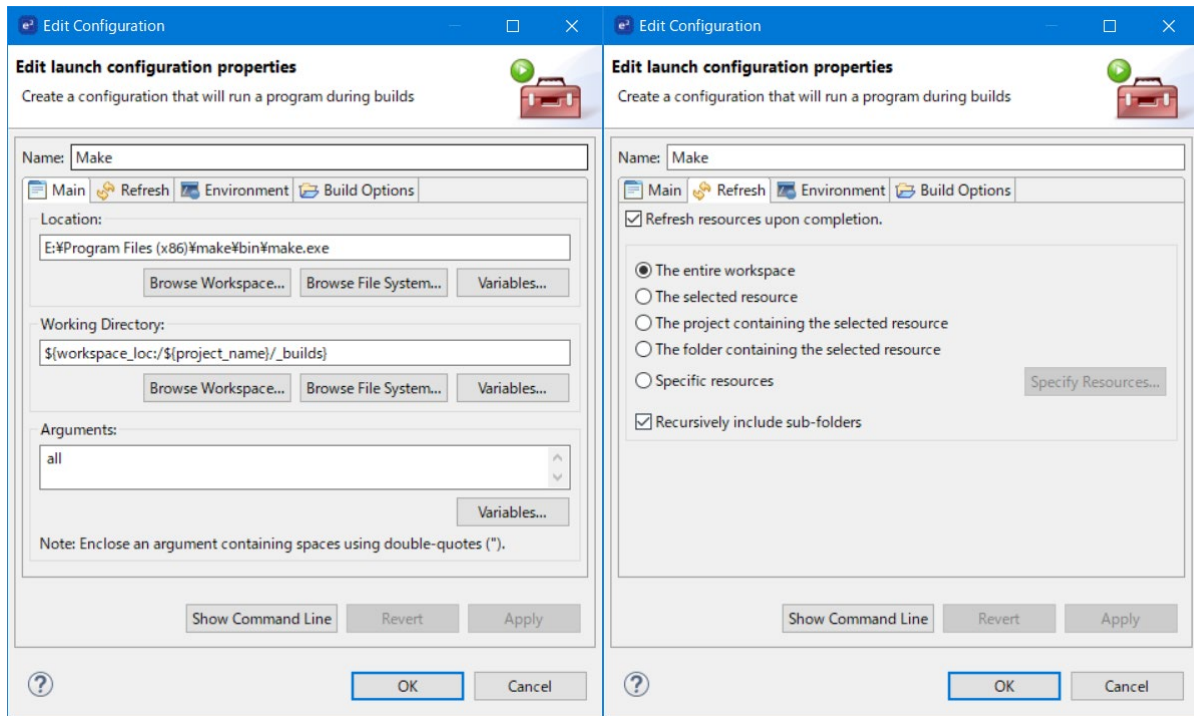 e² Edit Configuration
Edit launch configuration properties
Create a configuration that will run a program during builds
Name: Make
Main Refresh Environment Build Options
Location:
E:¥Program Files (x86)¥make¥bin¥make.exe
Browse Workspace... Browse File System... Variables...
Working Directory:
${workspace_loc:/${project_name}/_builds}
Browse Workspace... Browse File System... Variables...
Arguments:
all
Variables...
Note: Enclose an argument containing spaces using double-quotes (").
Show Command Line Revert Apply
? OK Cancel
e² Edit Configuration
Edit launch configuration properties
Create a configuration that will run a program during builds
Name: Make
Main Refresh Environment Build Options
Refresh resources upon completion.
The entire workspace
The selected resource
The project containing the selected resource
The folder containing the selected resource
Specific resources Specify Resources...
Recursively include sub-folders
Show Command Line Revert Apply
? OK Cancel